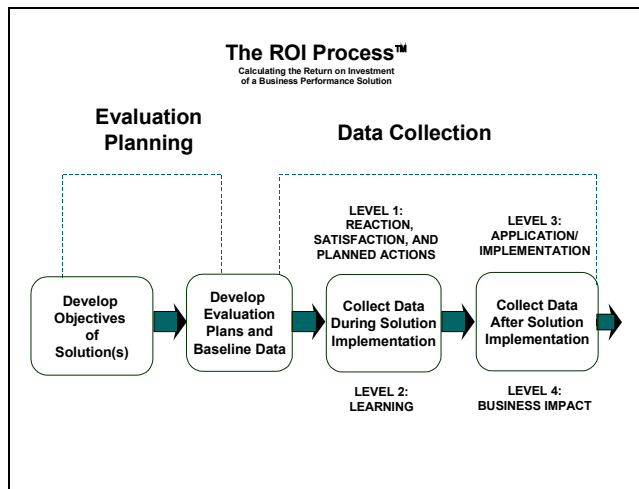 The ROI Process™
Calculating the Return on Investment
of a Business Performance Solution
Evaluation
Planning
Data Collection
LEVEL 1:
REACTION,
SATISFACTION, AND
PLANNED ACTIONS
LEVEL 3:
APPLICATION/
IMPLEMENTATION
Develop
Objectives
of
Solution(s)
Develop
Evaluation
Plans and
Baseline Data
Collect Data
During Solution
Implementation
Collect Data
After Solution
Implementation
LEVEL 2:
LEARNING
LEVEL 4:
BUSINESS IMPACT